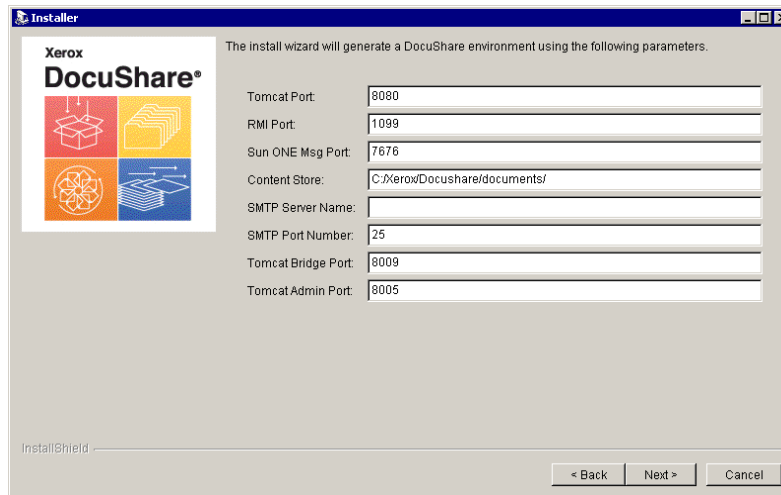 Installer
Xerox
DocuShare®
The install wizard will generate a DocuShare environment using the following parameters.
Tomcat Port: 8080
RMI Port: 1099
Sun ONE Msg Port: 7676
Content Store: C:/Xerox/Docushare/documents/
SMTP Server Name:
SMTP Port Number: 25
Tomcat Bridge Port: 8009
Tomcat Admin Port: 8005
InstallShield
< Back Next > Cancel